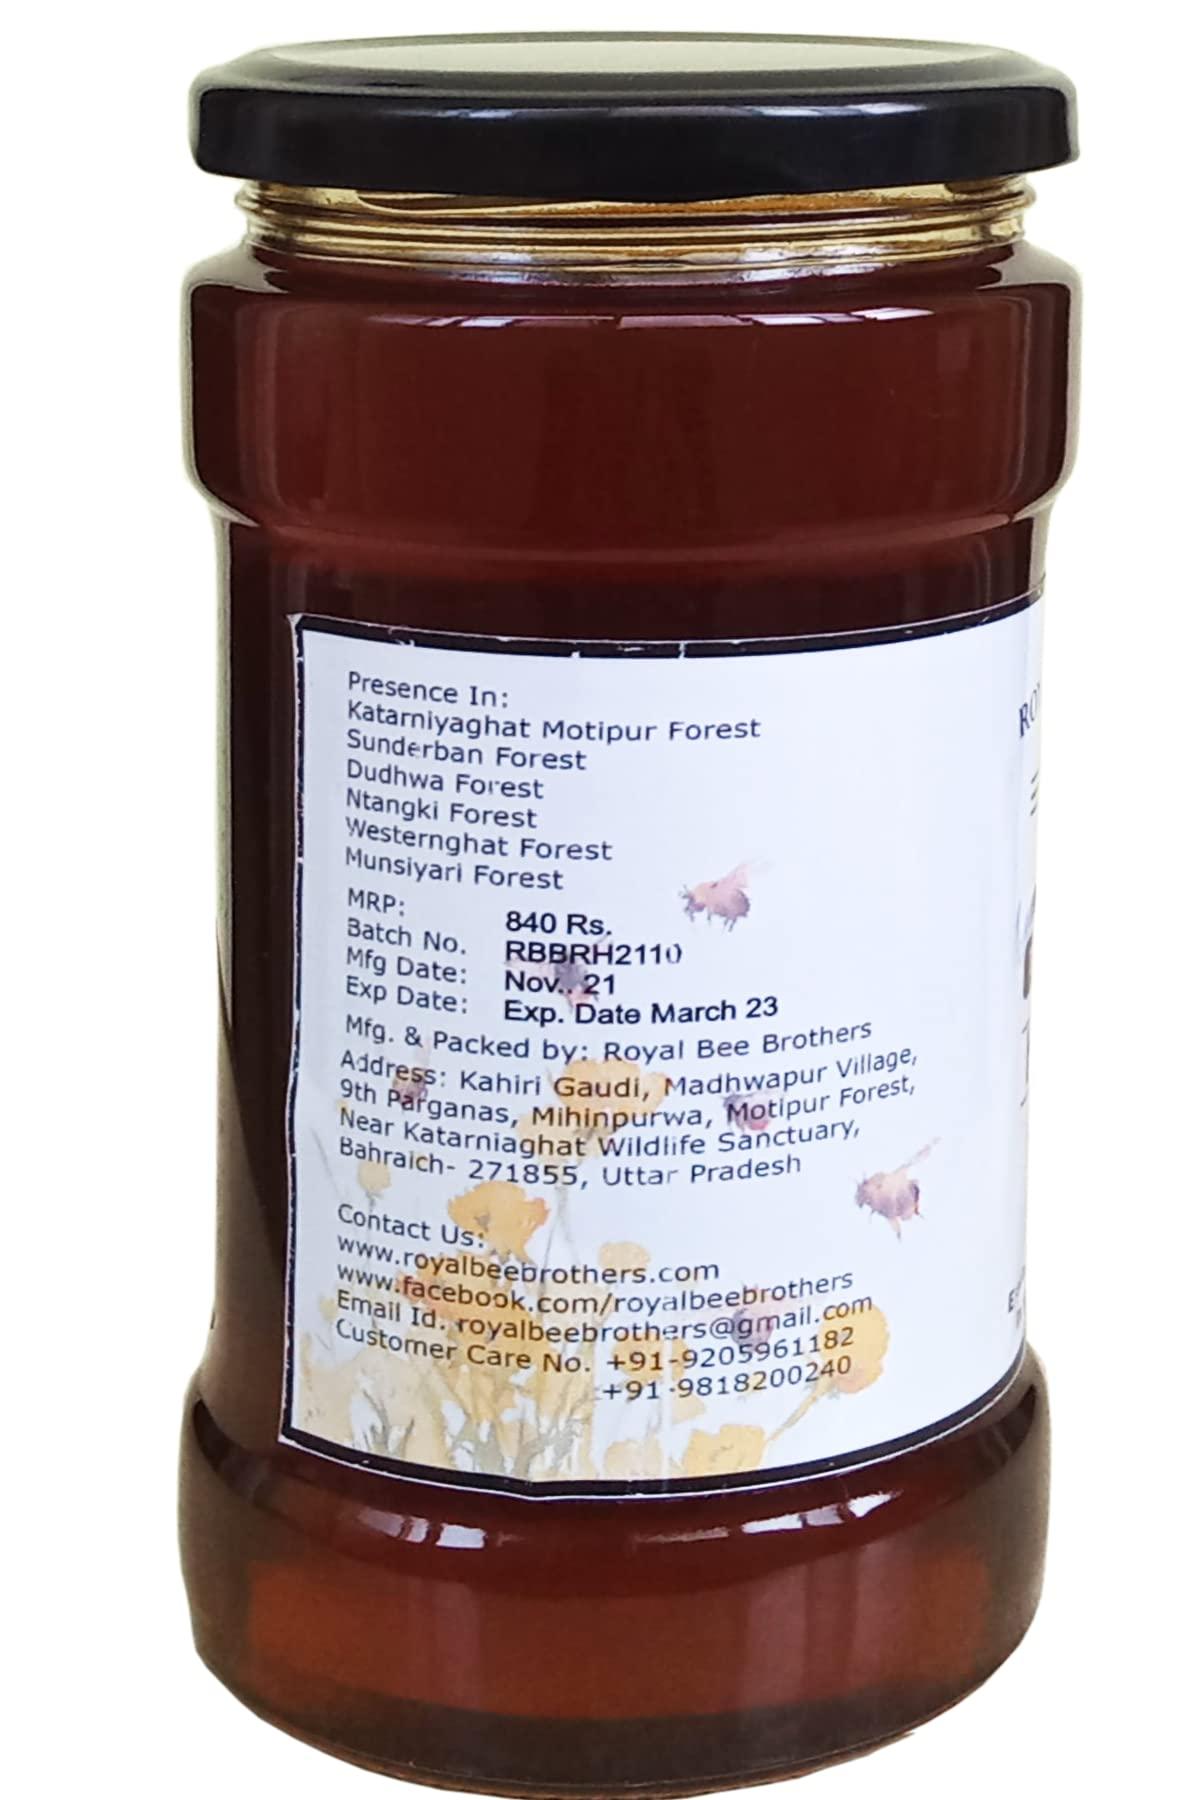 Presence In:
Katarniyaghat Motipur Forest
Sunderban Forest
Dudhwa Forest
Ntangki Forest
Westernghat Forest
Munsiyari Forest
MRP: 840 Rs.
Batch No. RBBRH2110
Mfg Date: Nov.. 21
Exp Date: Exp. Date March 23
Mfg. & Packed by: Royal Bee Brothers
Address: Kahiri Gaudi, Madhwapur Village,
9th Parganas, Mihinpurwa, Motipur Forest,
Near Katarniaghat Wildlife Sanctuary,
Bahraich- 271855, Uttar Pradesh
Contact Us:
www.royalbeebrothers.com
www.facebook.com/royalbeebrothers
Email Id. royalbeebrothers@gmail.com
Customer Care No. +91-9205961182
+91-9818200240